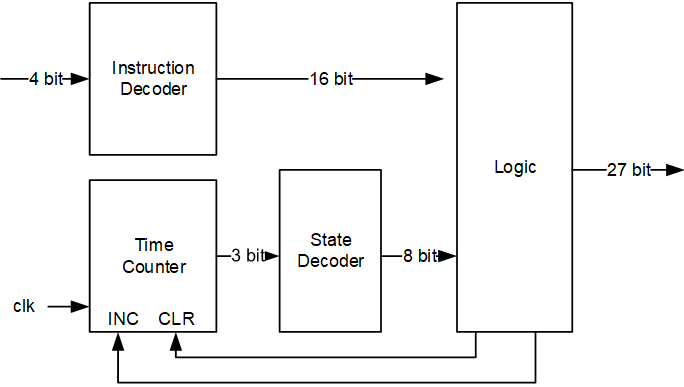 4 bit
Instruction
Decoder
16 bit
Logic
27 bit
Time
Counter
3 bit
State
Decoder
8 bit
clk
INC CLR